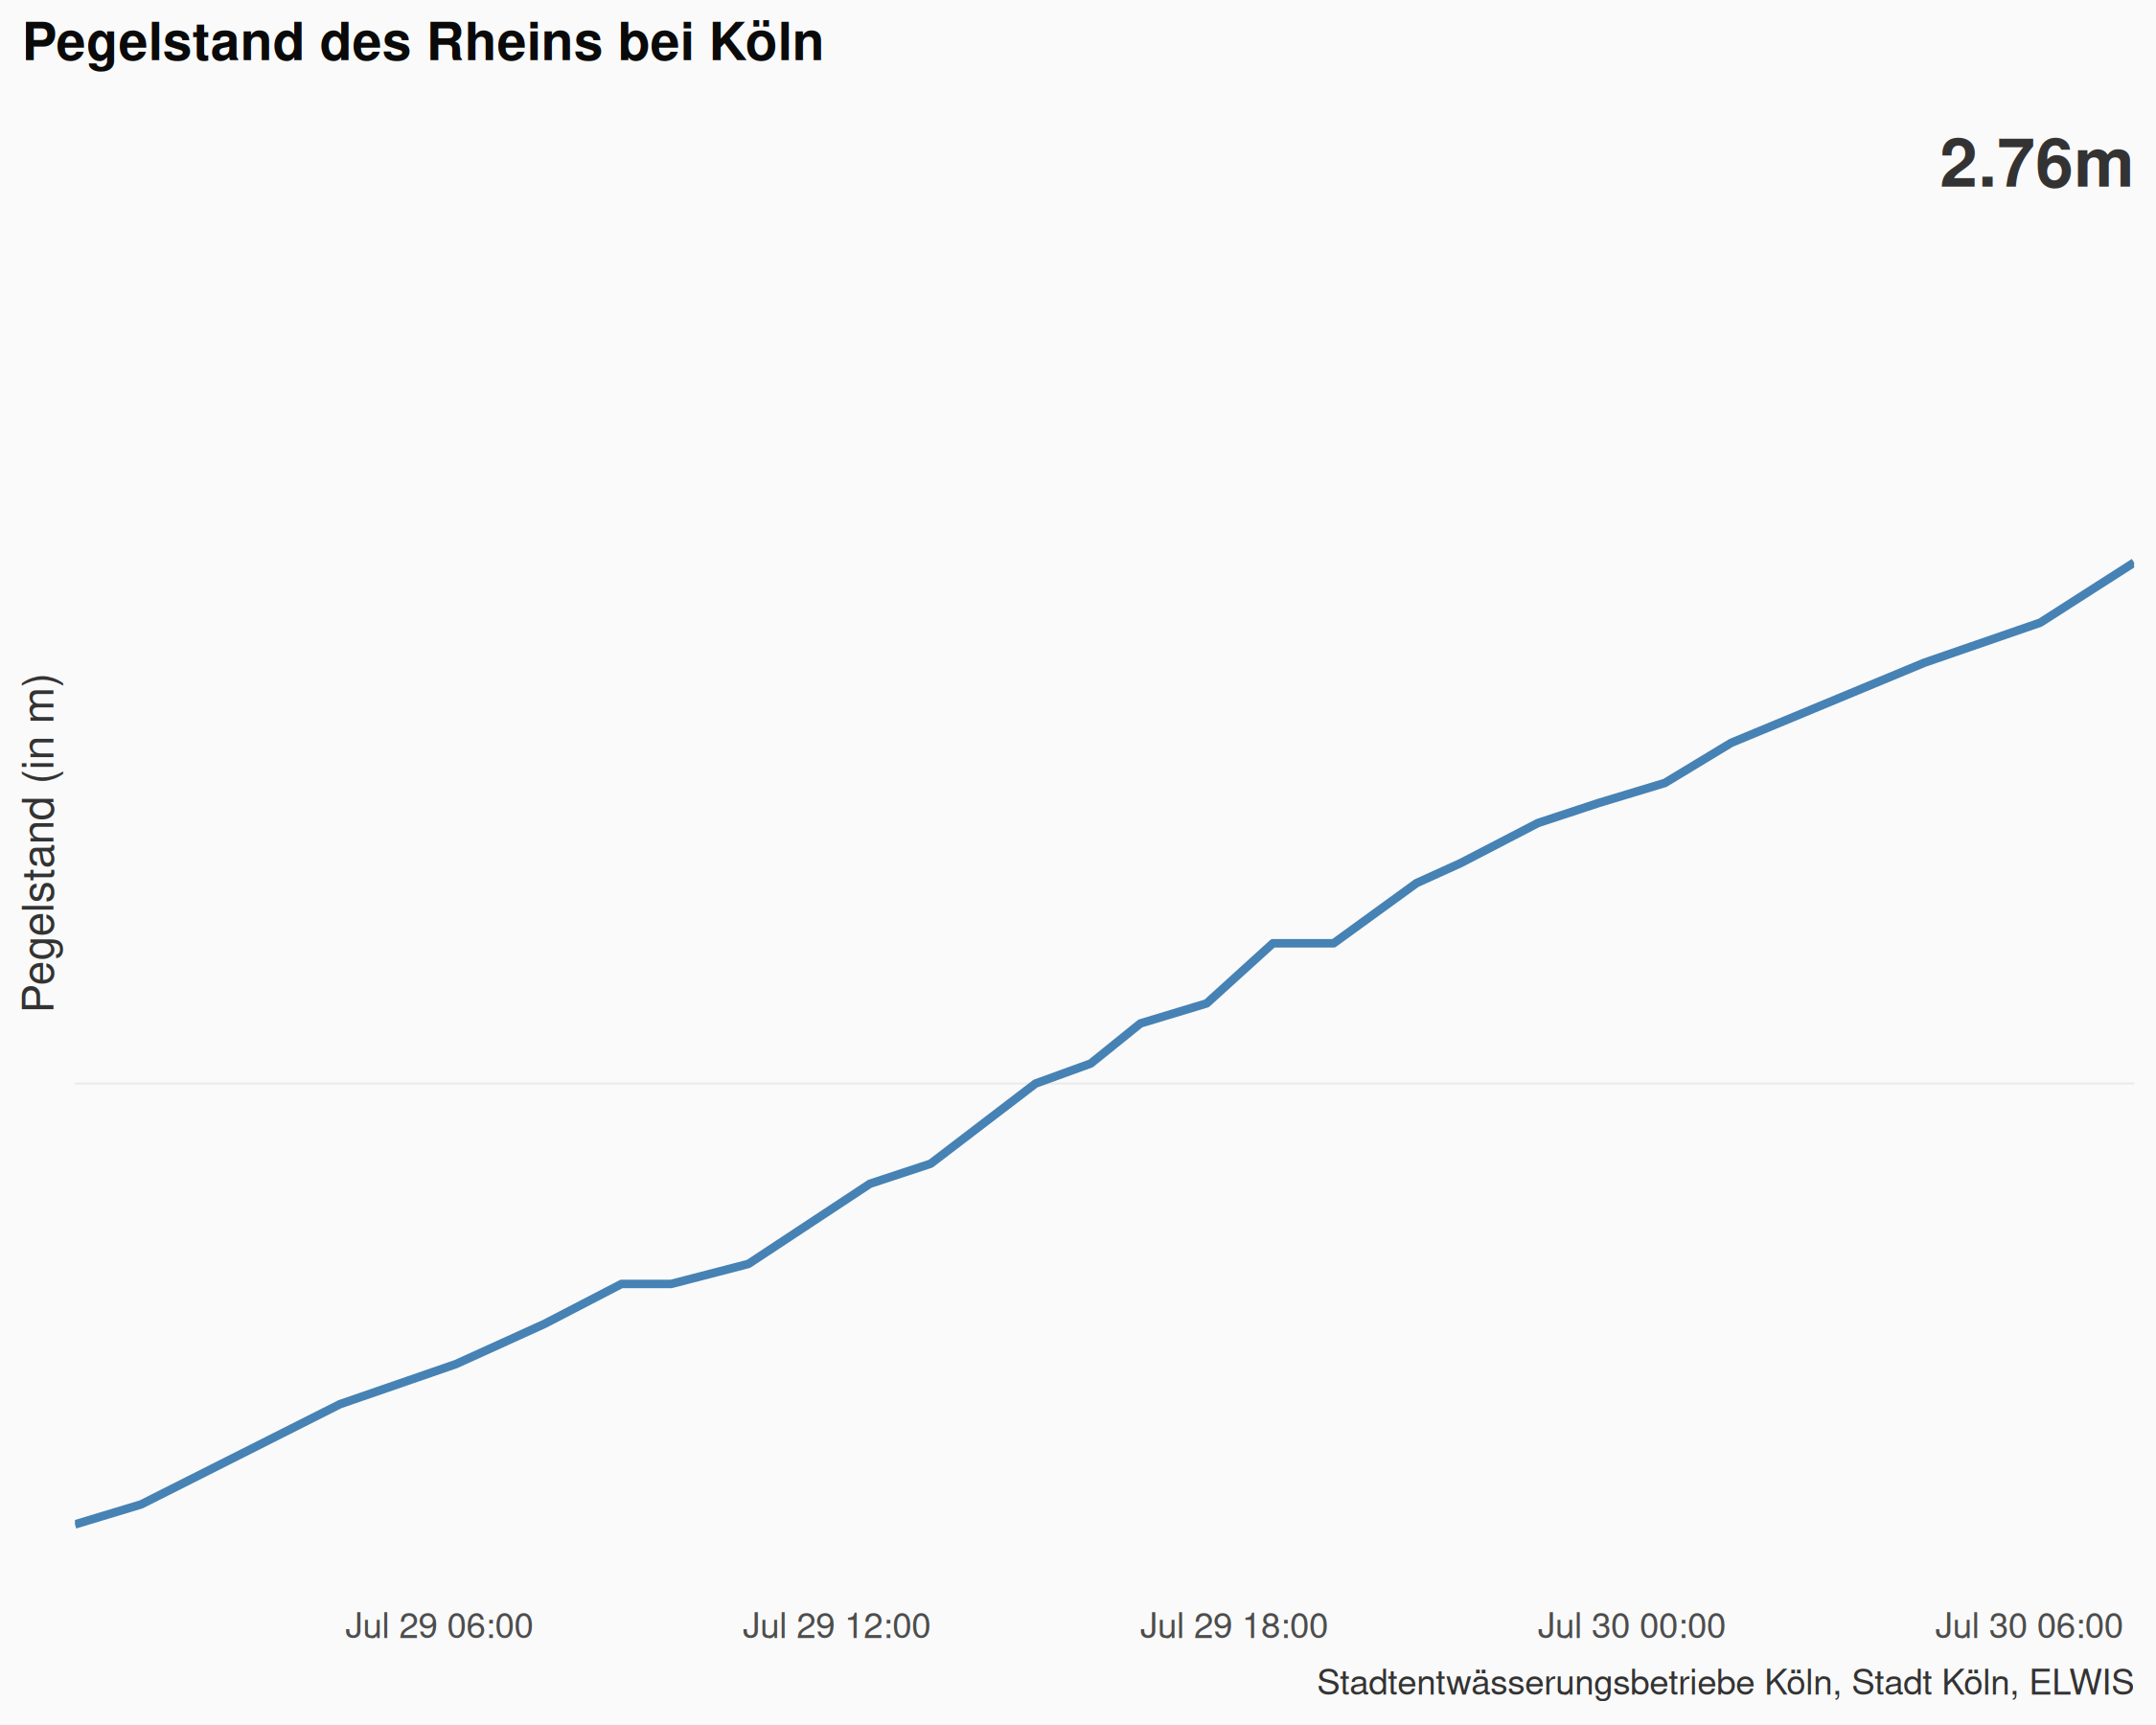 Pegelstand des Rheins bei Köln
2.76m
Pegelstand (in m)
Jul 29 06:00 Jul 29 12:00 Jul 29 18:00 Jul 30 00:00 Jul 30 06:00
Stadtentwässerungsbetriebe Köln, Stadt Köln, ELWIS